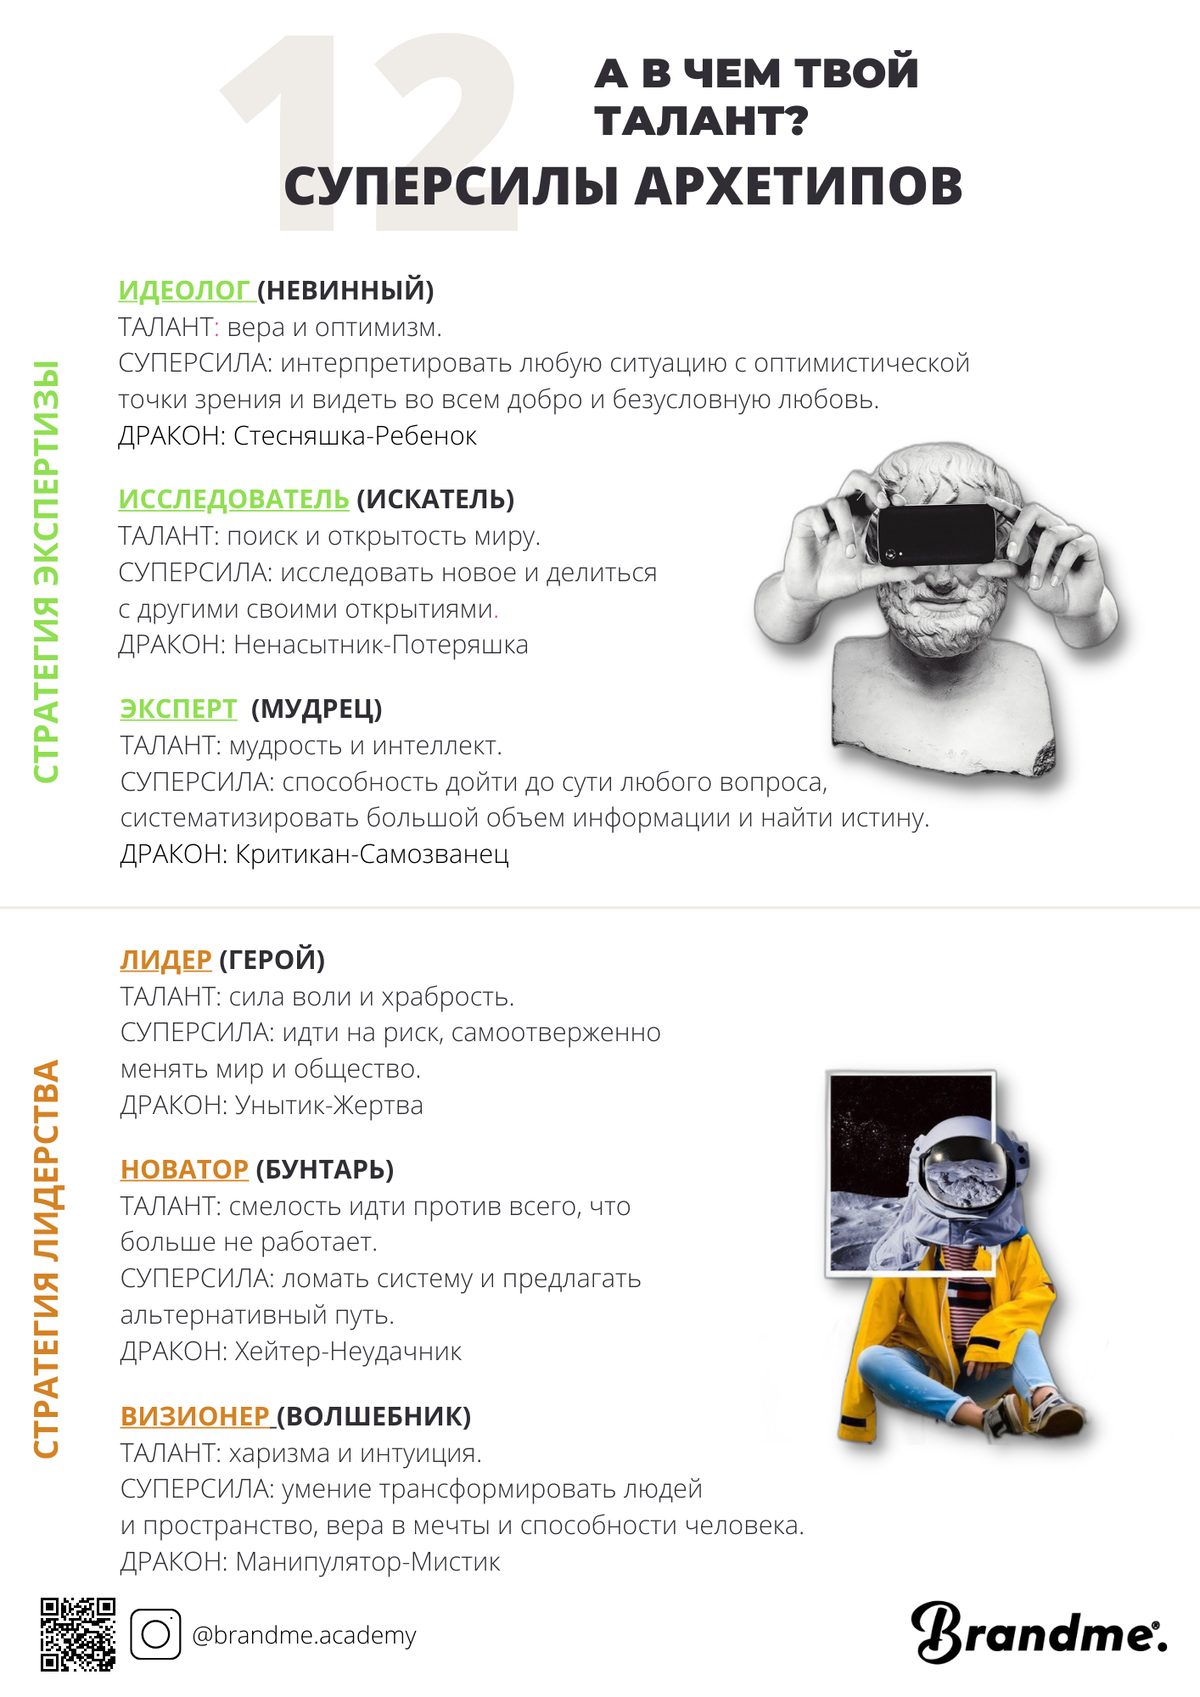 12
А В ЧЕМ ТВОЙ
ТАЛАНТ?
СУПЕРСИЛЫ АРХЕТИПОВ
СТРАТЕГИЯ ЭКСПЕРТИЗЫ
ИДЕОЛОГ (НЕВИННЫЙ)
ТАЛАНТ: вера и оптимизм.
СУПЕРСИЛА: интерпретировать любую ситуацию с оптимистической
точки зрения и видеть во всем добро и безусловную любовь.
ДРАКОН: Стесняшка-Ребенок
ИССЛЕДОВАТЕЛЬ (ИСКАТЕЛЬ)
ТАЛАНТ: поиск и открытость миру.
СУПЕРСИЛА: исследовать новое и делиться
с другими своими открытиями.
ДРАКОН: Ненасытник-Потеряшка
ЭКСПЕРТ (МУДРЕЦ)
ТАЛАНТ: мудрость и интеллект.
СУПЕРСИЛА: способность дойти до сути любого вопроса,
систематизировать большой объем информации и найти истину.
ДРАКОН: Критикан-Самозванец
СТРАТЕГИЯ ЛИДЕРСТВА
ЛИДЕР (ГЕРОЙ)
ТАЛАНТ: сила воли и храбрость.
СУПЕРСИЛА: идти на риск, самоотверженно
менять мир и общество.
ДРАКОН: Унытик-Жертва
НОВАТОР (БУНТАРЬ)
ТАЛАНТ: смелость идти против всего, что
больше не работает.
СУПЕРСИЛА: ломать систему и предлагать
альтернативный путь.
ДРАКОН: Хейтер-Неудачник
ВИЗИОНЕР (ВОЛШЕБНИК)
ТАЛАНТ: харизма и интуиция.
СУПЕРСИЛА: умение трансформировать людей
и пространство, вера в мечты и способности человека.
ДРАКОН: Манипулятор-Мистик
@brandme.academy
Brandme®.